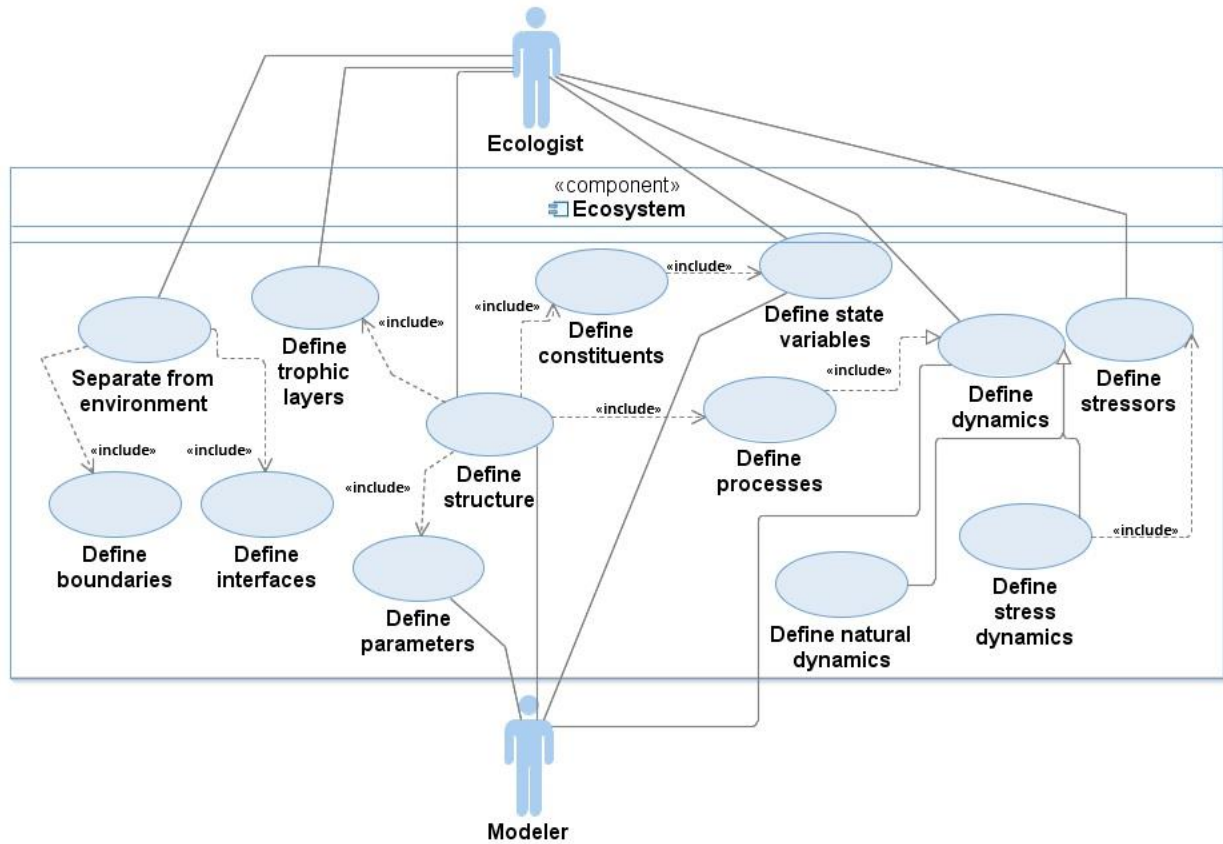 Ecologist
«component»
Ecosystem
«include»
«include»
«include»
Define
constituents
Define state
variables
Define
trophic
layers
Separate from
environment
«include»
Define
dynamics
Define
stressors
«include»
Define
structure
Define
processes
«include»
«include»
«include»
Define
boundaries
Define
interfaces
«include»
Define
parameters
Define natural
dynamics
Define
stress
dynamics
Modeler